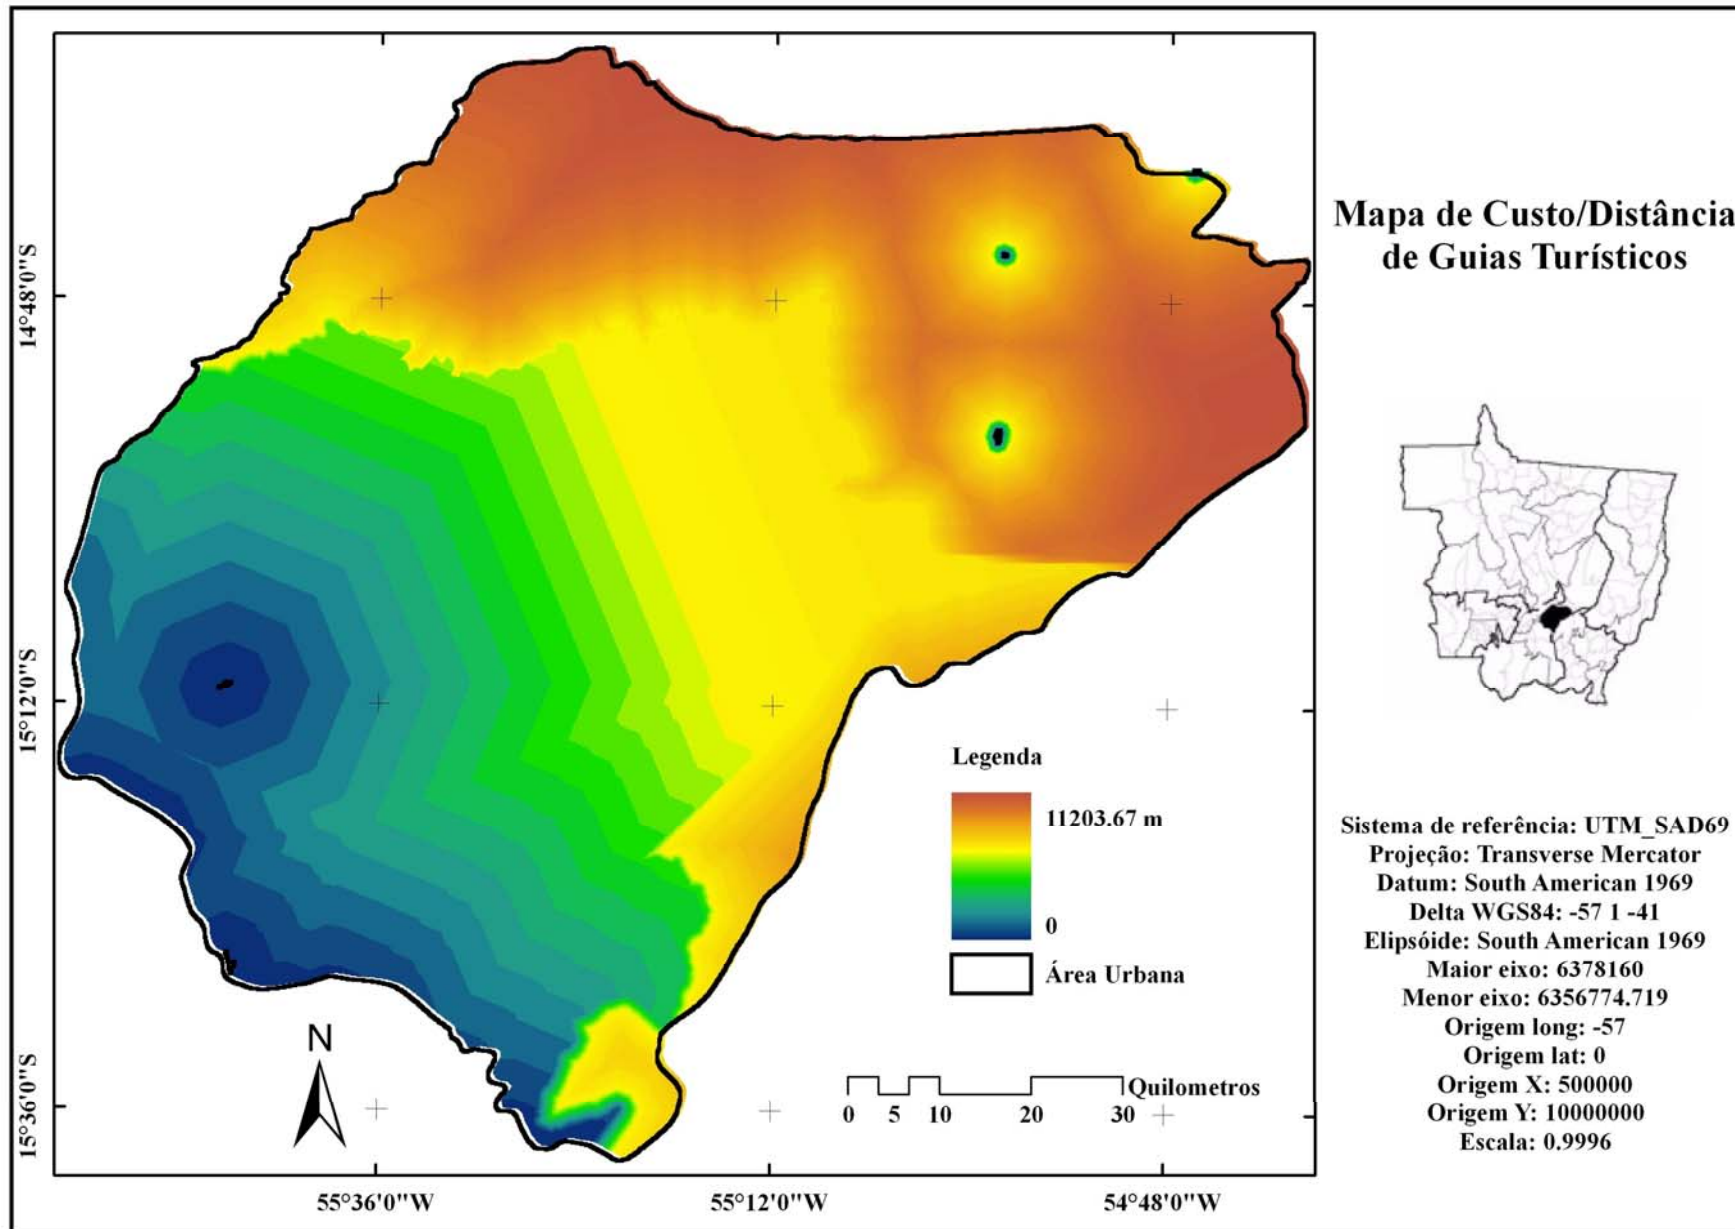 Mapa de Custo/Distância
de Guias Turísticos
14°48'0"S
15°12'0"S
15°36'0"S
55°36'0"W
55°12'0"W
54°48'0"W
Legenda
11203.67 m
0
Área Urbana
N
Quilometros
0 5 10 20 30
Sistema de referência: UTM_SAD69
Projeção: Transverse Mercator
Datum: South American 1969
Delta WGS84: -57 1 -41
Elipsóide: South American 1969
Maior eixo: 6378160
Menor eixo: 6356774.719
Origem long: -57
Origem lat: 0
Origem X: 500000
Origem Y: 10000000
Escala: 0.9996